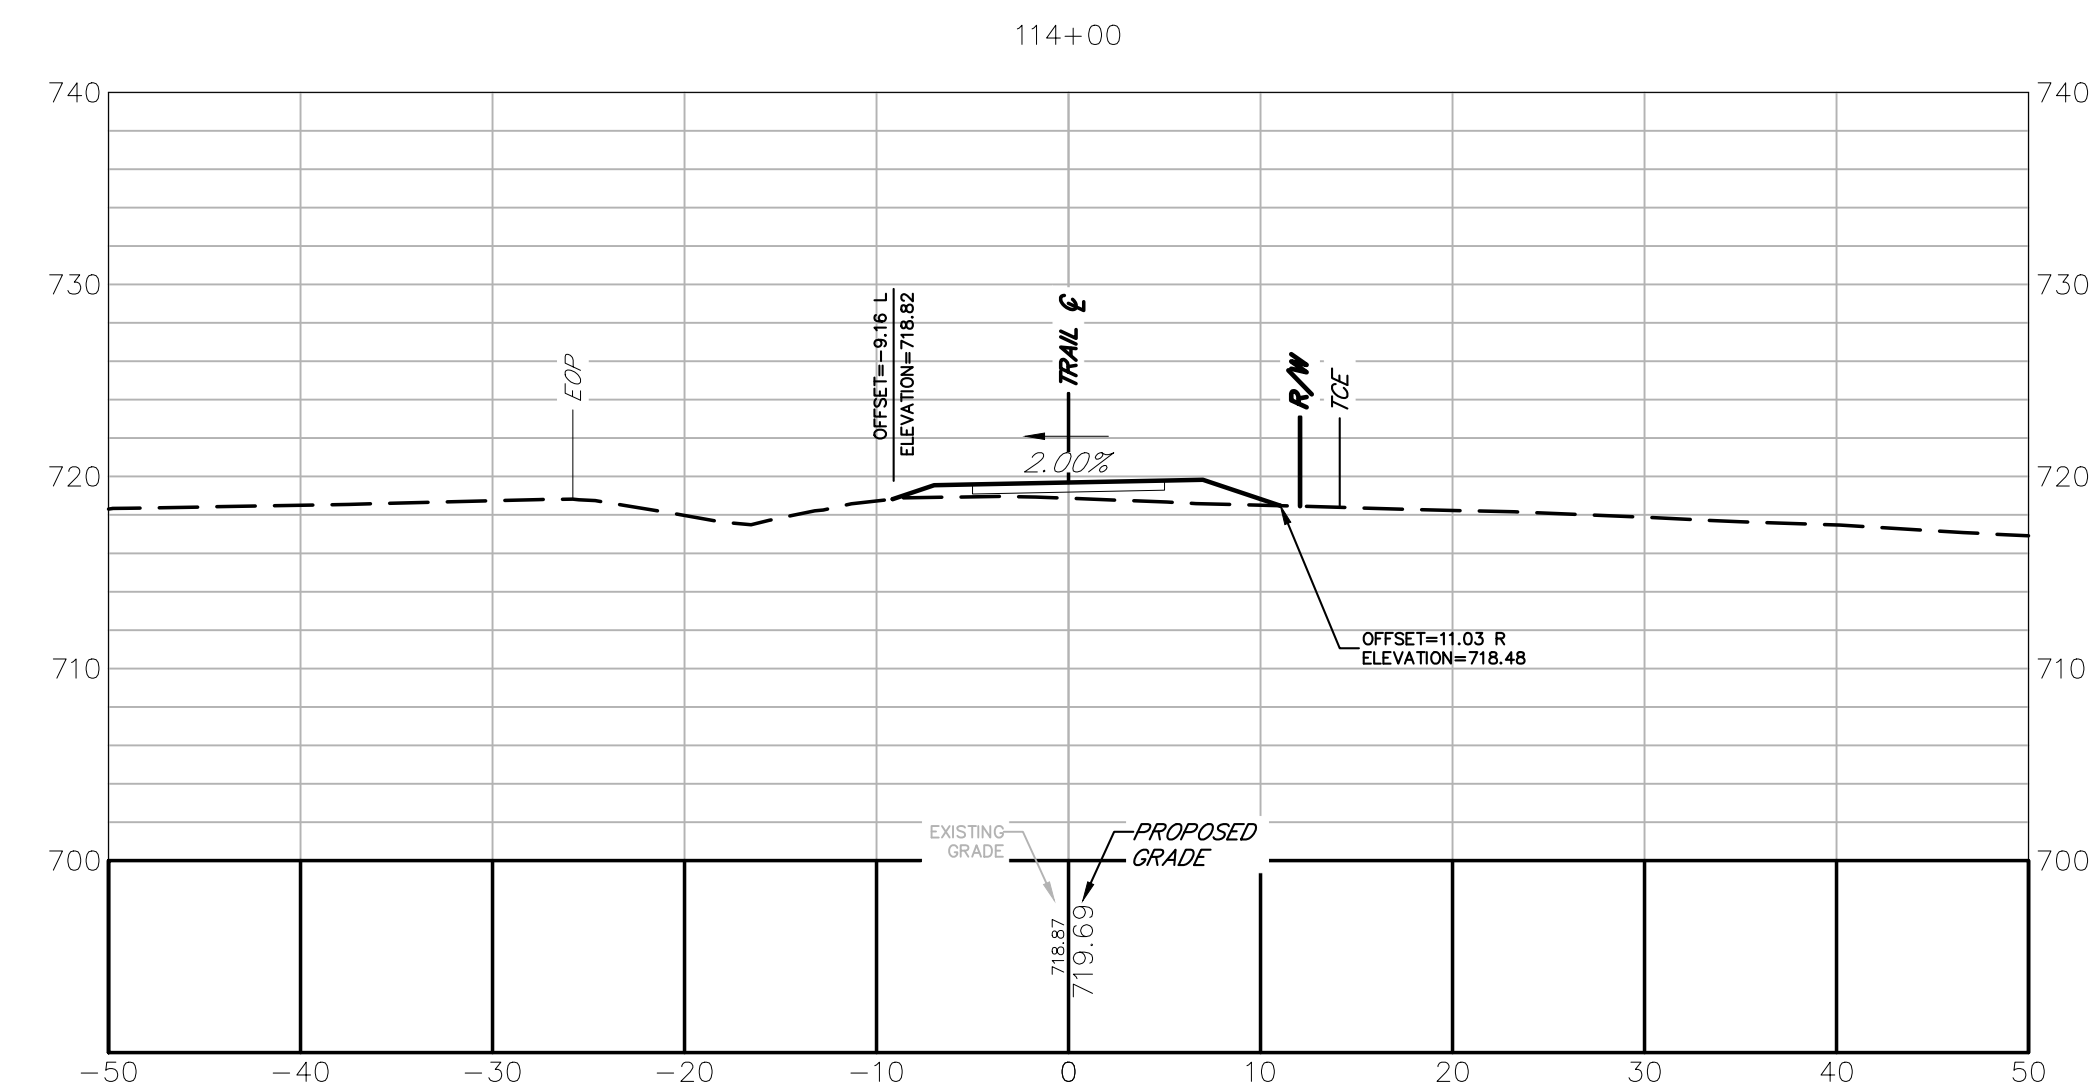 114+00
740 740
730 730
720 720
710 710
700 700
EOP
OFFSET=-9.16 L
ELEVATION=718.82
TRAIL ℄
R/W
TCE
2.00%
OFFSET=11.03 R
ELEVATION=718.48
EXISTING
GRADE
PROPOSED
GRADE
718.87
719.69
-50 -40 -30 -20 -10 0 10 20 30 40 50